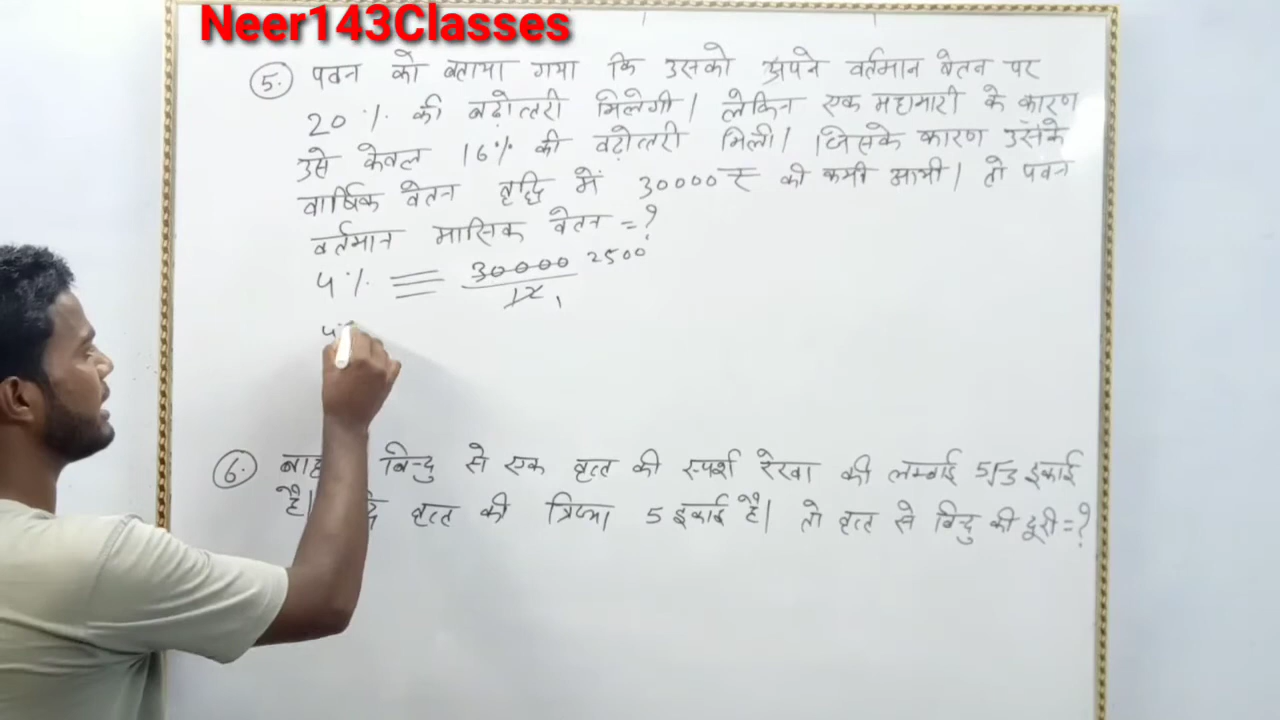 Neer143Classes
5. पवन को बताया गया कि उसको अपने वर्तमान वेतन पर
20% की बढ़ोत्तरी मिलेगी। लेकिन एक महामारी के कारण
उसे केवल 16% की बढ़ोत्तरी मिली। जिसके कारण उसके
वार्षिक वेतन वृद्धि में 30000₹ की कमी आयी। तो पवन
वर्तमान मासिक वेतन =?
4% ≡ 30000/12 2500
1
4
6. बिन्दु से एक वृत्त की स्पर्श रेखा की लम्बाई 5√3 इकाई
है। वृत्त की त्रिज्या 5 इकाई है। तो वृत्त से बिन्दु की दूरी =?